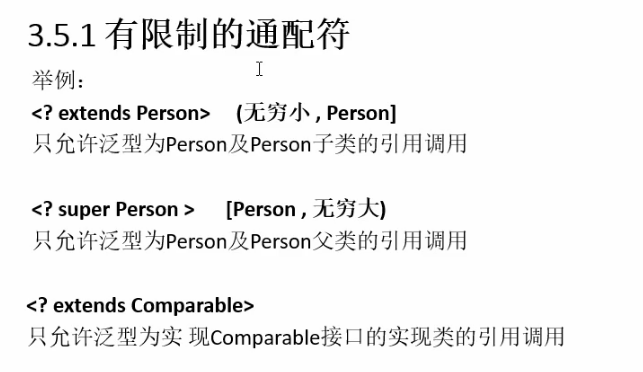 3.5.1 有限制的通配符
举例：
<? extends Person> (无穷小 , Person]
只允许泛型为Person及Person子类的引用调用
<? super Person > [Person , 无穷大)
只允许泛型为Person及Person父类的引用调用
<? extends Comparable>
只允许泛型为实 现Comparable接口的实现类的引用调用